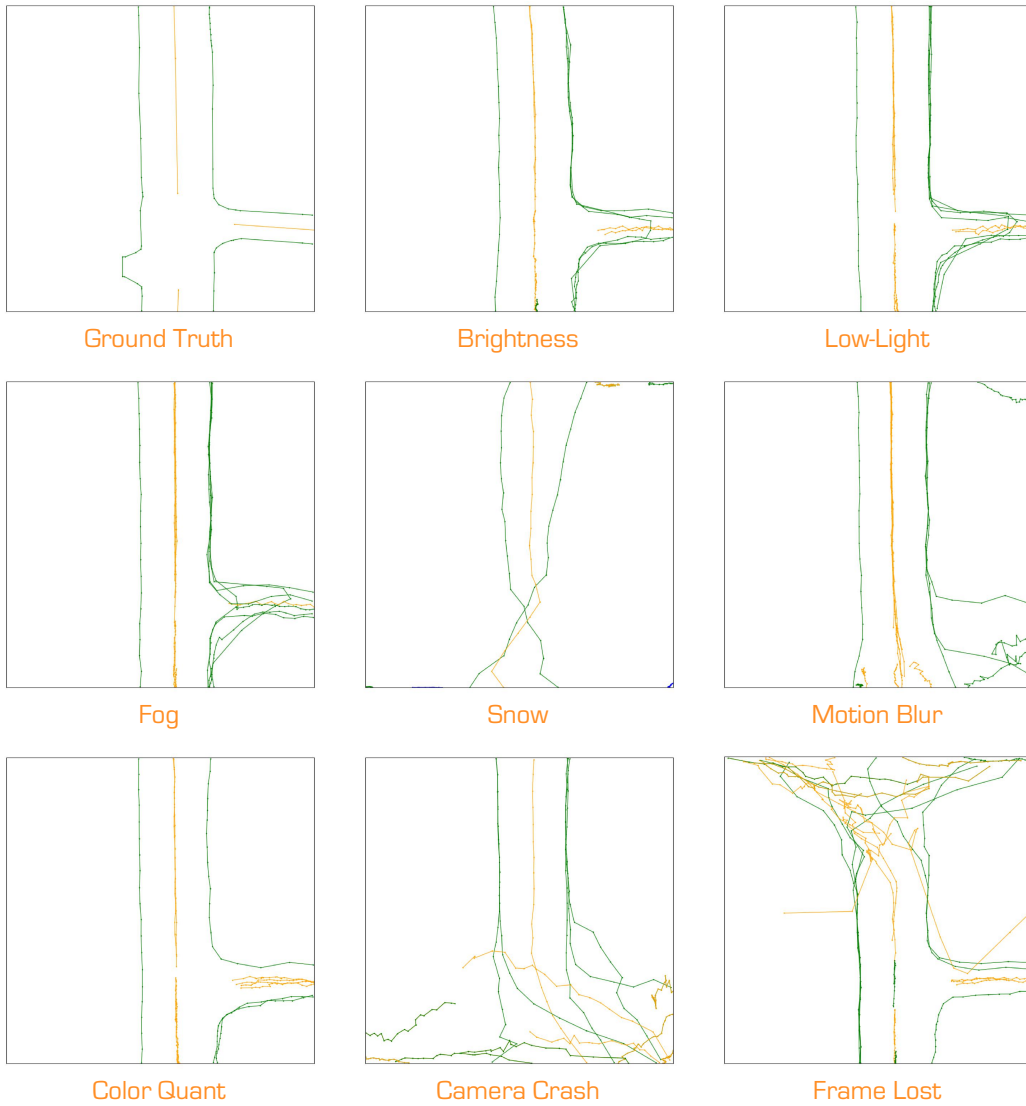 Ground Truth
Brightness
Low-Light
Fog
Snow
Motion Blur
Color Quant
Camera Crash
Frame Lost